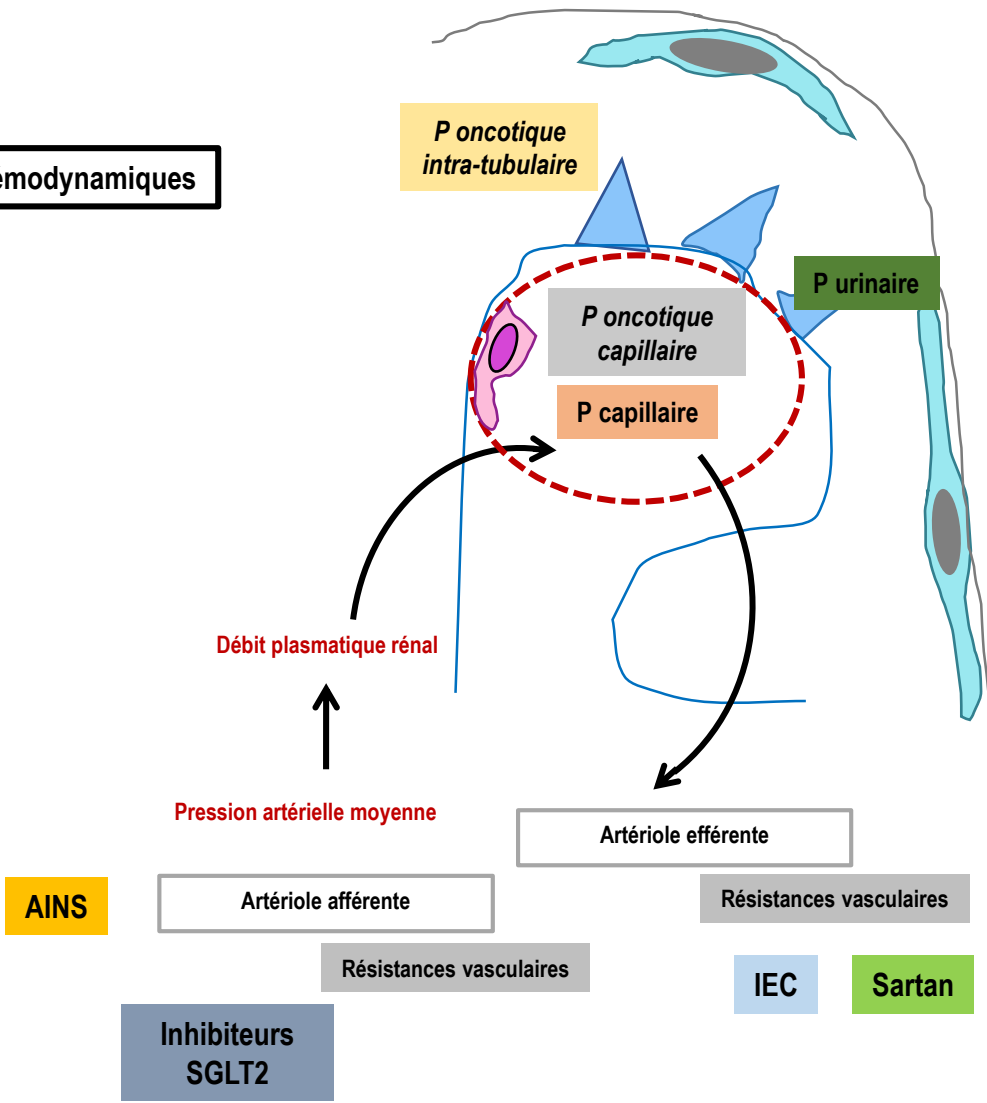 P oncotique
intra-tubulaire
émodynamiques
P urinaire
P oncotique
capillaire
P capillaire
Débit plasmatique rénal
Pression artérielle moyenne
Artériole efférente
AINS
Artériole afférente
Résistances vasculaires
Résistances vasculaires
IEC
Sartan
Inhibiteurs
SGLT2